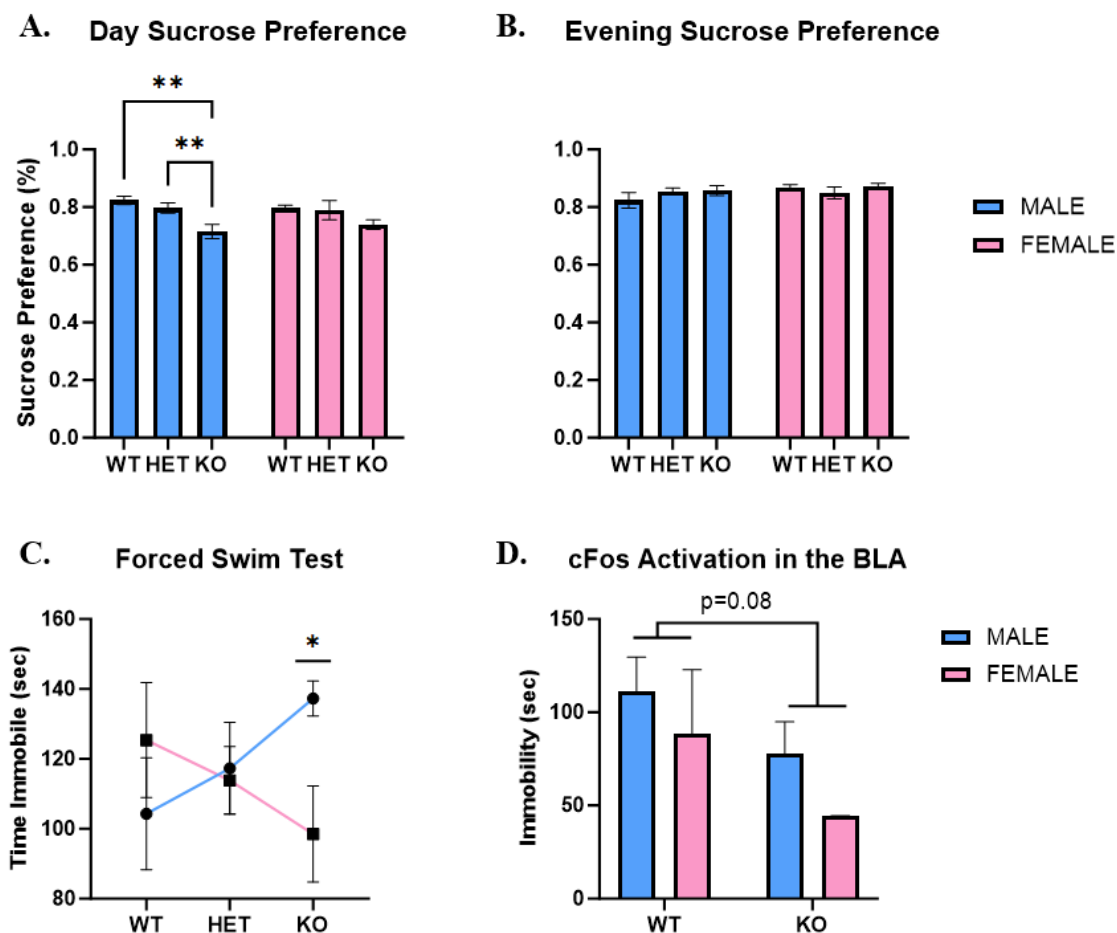 A. Day Sucrose Preference
**
**
Sucrose Preference (%)
1.0
0.8
0.6
0.4
0.2
0.0
WT HET KO
WT HET KO
B. Evening Sucrose Preference
1.0
0.8
0.6
0.4
0.2
0.0
WT HET KO
WT HET KO
MALE
FEMALE
C. Forced Swim Test
*
Time Immobile (sec)
160
140
120
100
80
WT HET KO
D. cFos Activation in the BLA
p=0.08
Immobility (sec)
150
100
50
0
WT KO
MALE
FEMALE